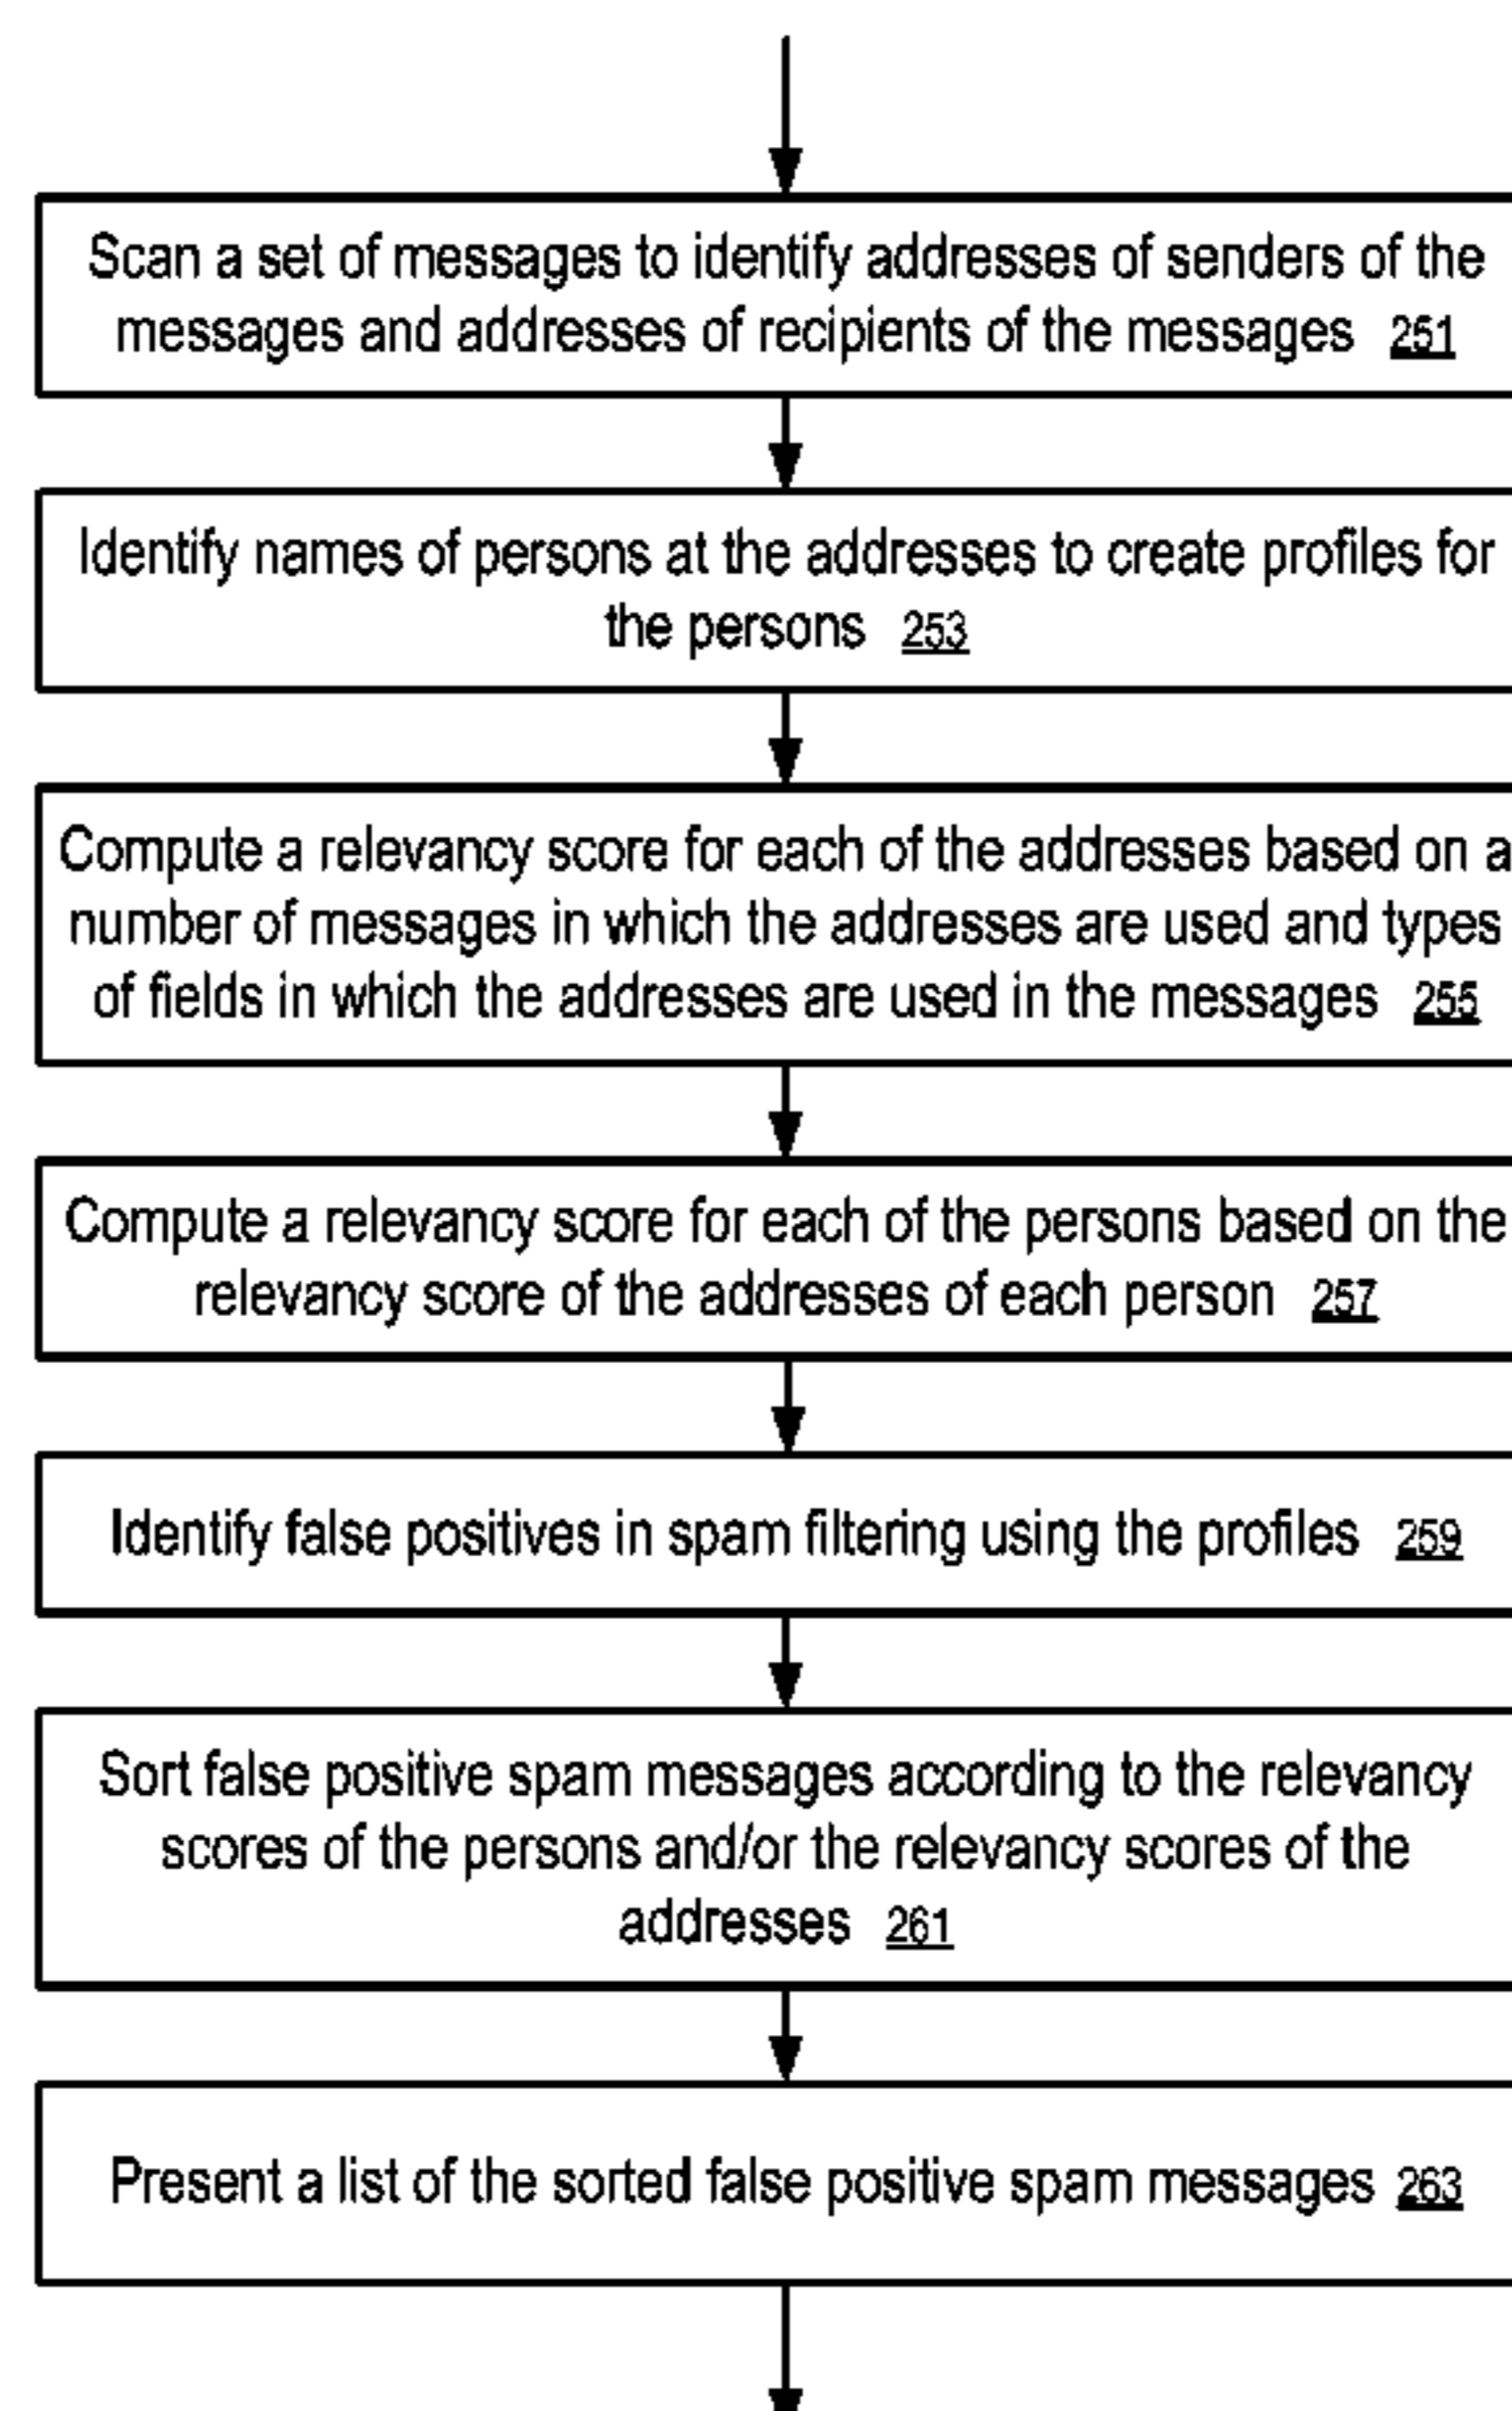 Scan a set of messages to identify addresses of senders of the
messages and addresses of recipients of the messages 251
Identify names of persons at the addresses to create profiles for
the persons 253
Compute a relevancy score for each of the addresses based on a
number of messages in which the addresses are used and types
of fields in which the addresses are used in the messages 255
Compute a relevancy score for each of the persons based on the
relevancy score of the addresses of each person 257
Identify false positives in spam filtering using the profiles 259
Sort false positive spam messages according to the relevancy
scores of the persons and/or the relevancy scores of the
addresses 261
Present a list of the sorted false positive spam messages 263